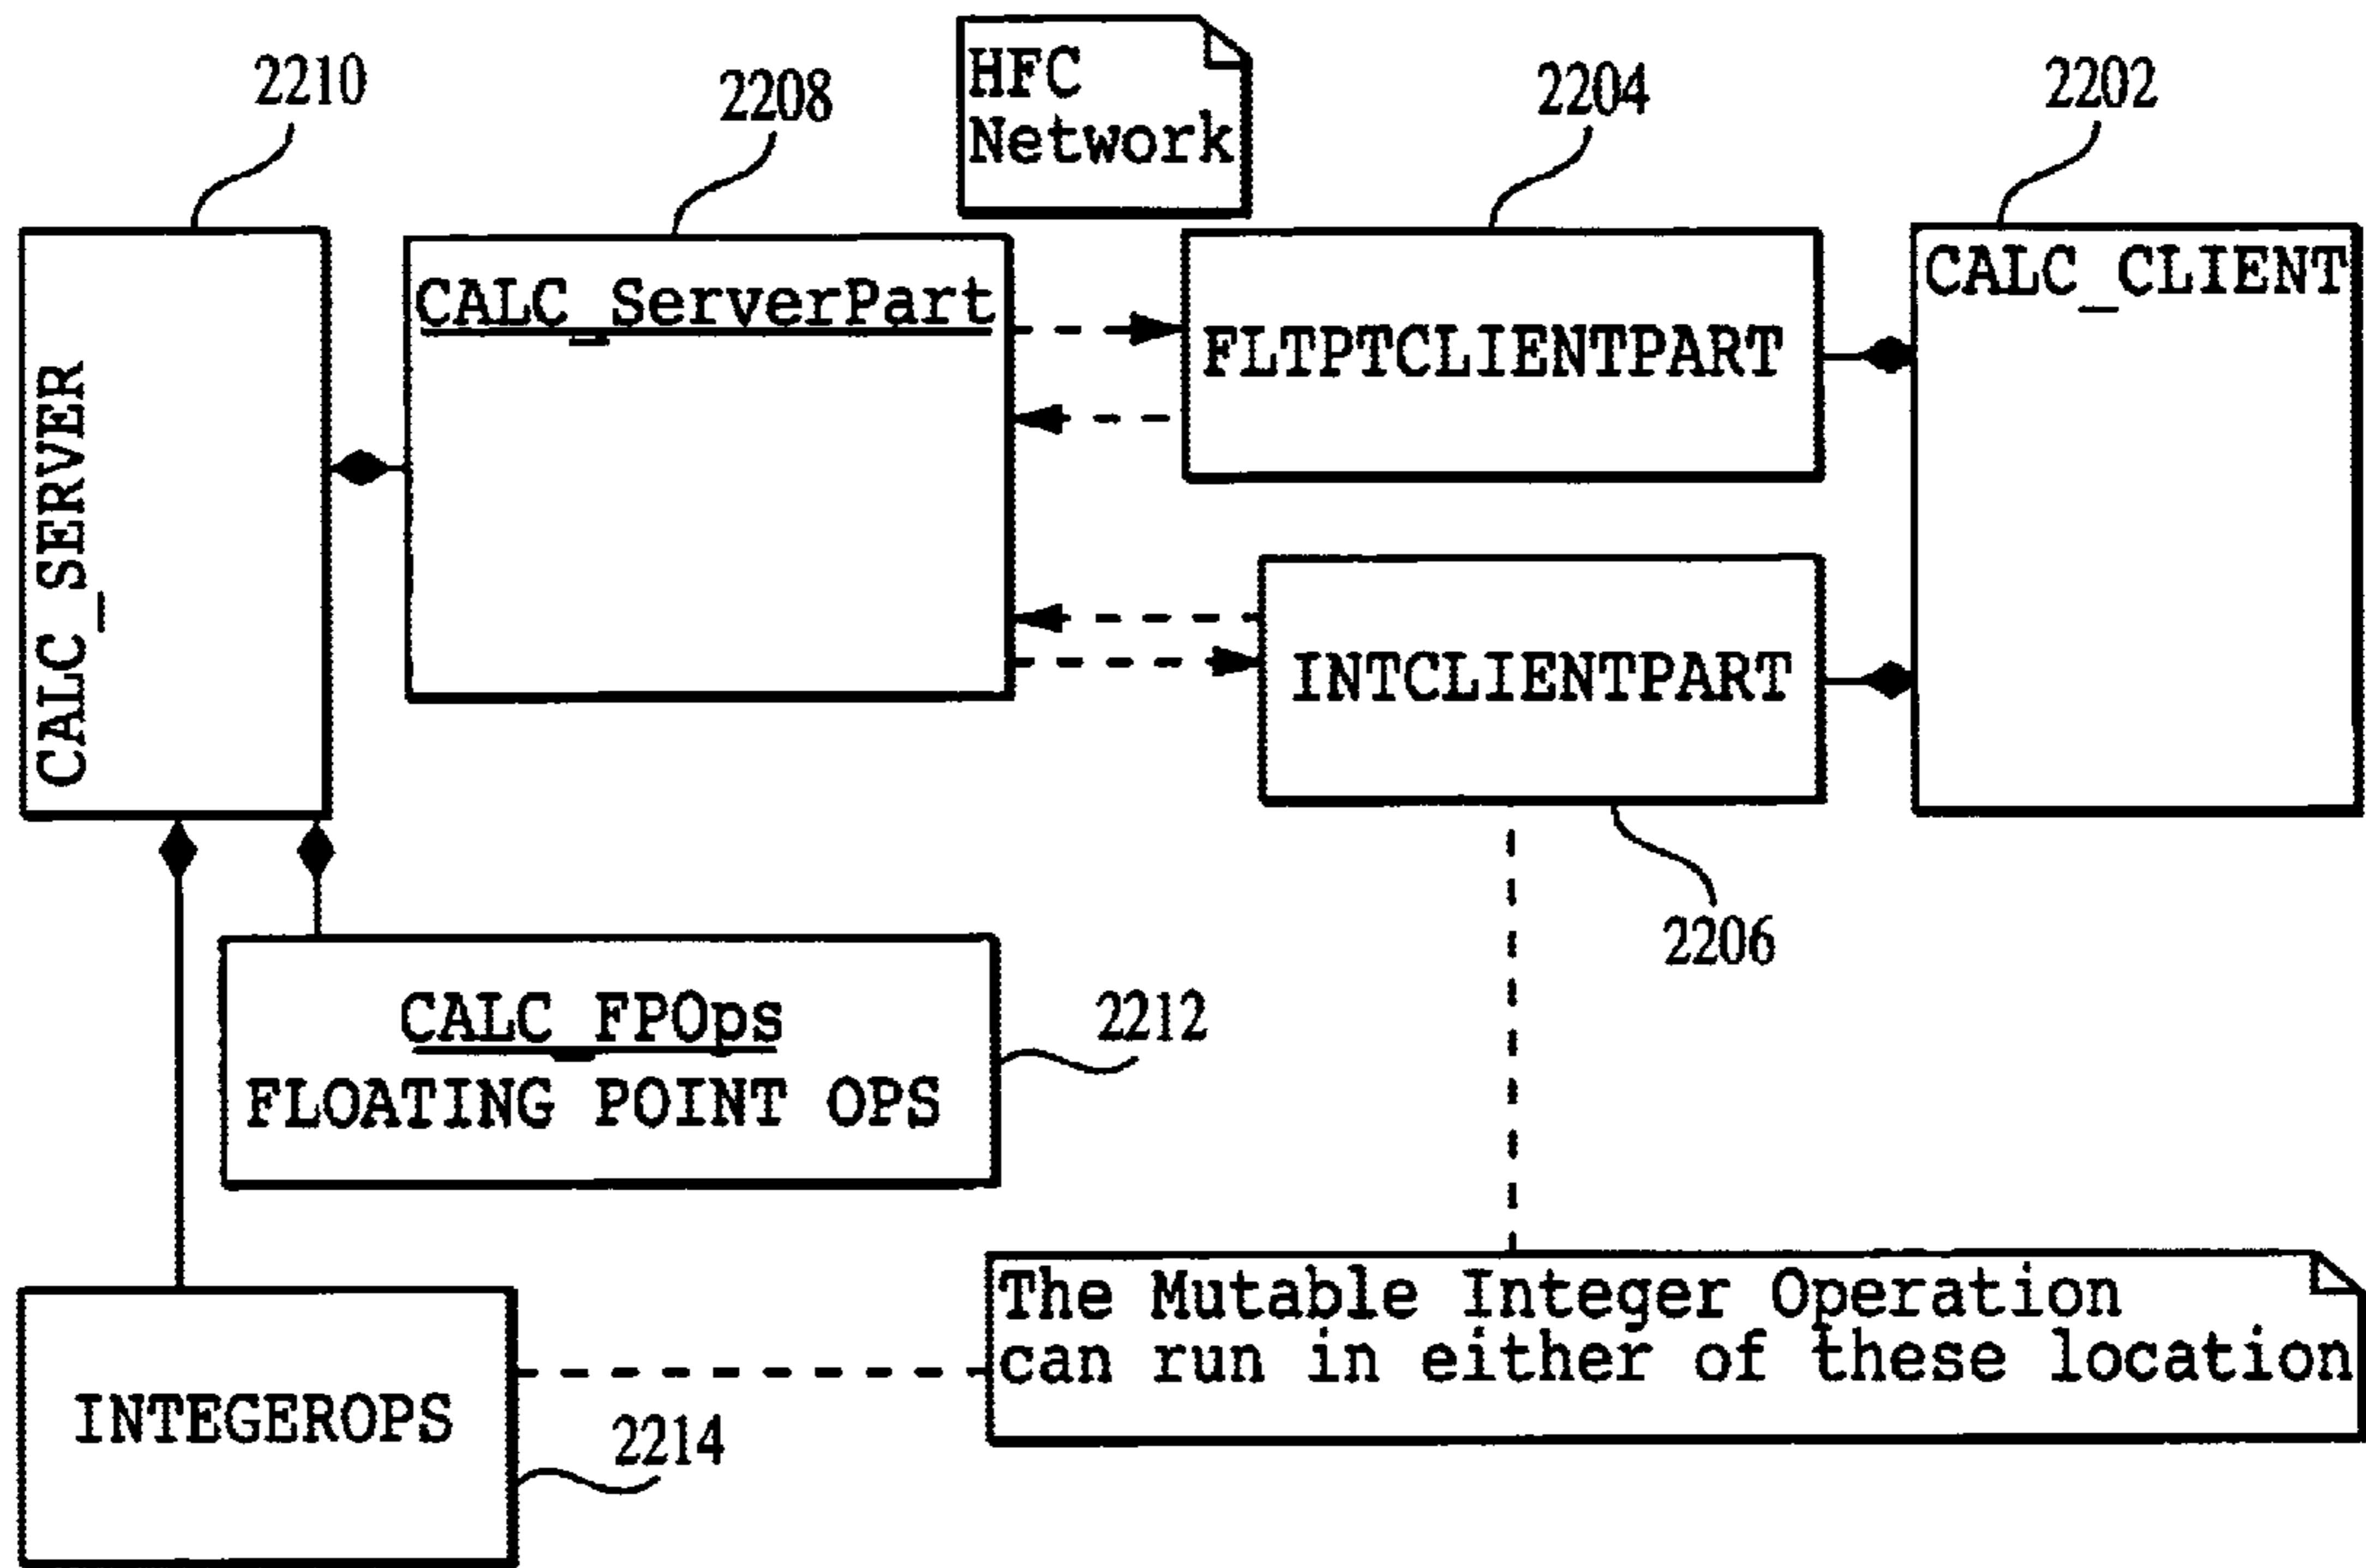 2210
2208
HFC
Network
2204
2202
CALC_SERVER
CALC_ServerPart
FLTPTCLIENTPART
CALC_CLIENT
INTCLIENTPART
2206
CALC_FPOps
FLOATING POINT OPS
2212
The Mutable Integer Operation
can run in either of these location
INTEGEROPS
2214